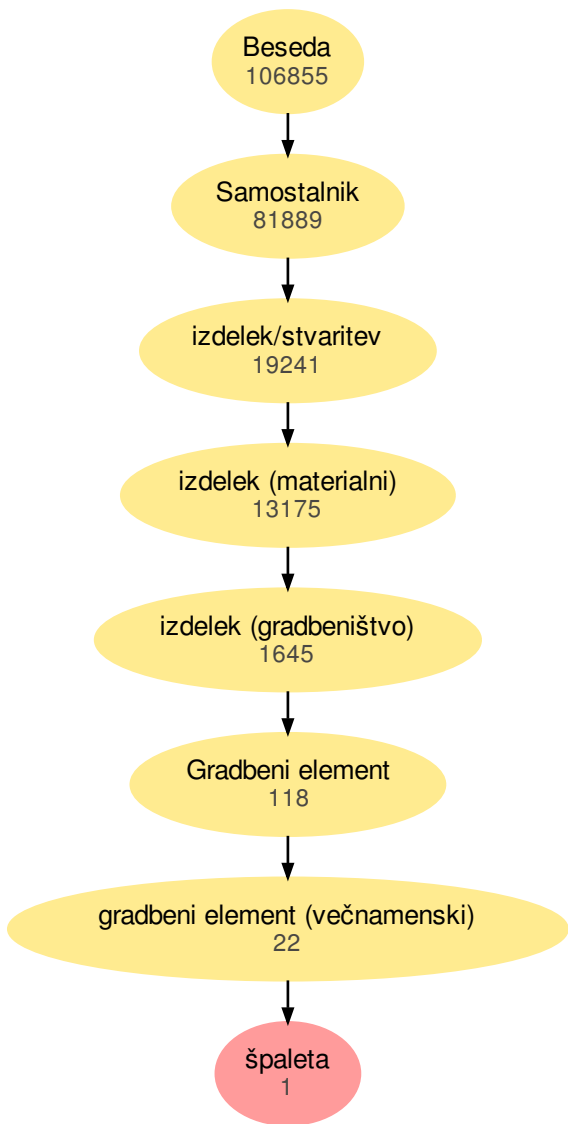 Beseda
106855
Samostalnik
81889
izdelek/stvaritev
19241
izdelek (materialni)
13175
izdelek (gradbeništvo)
1645
Gradbeni element
118
gradbeni element (večnamenski)
22
špaleta
1